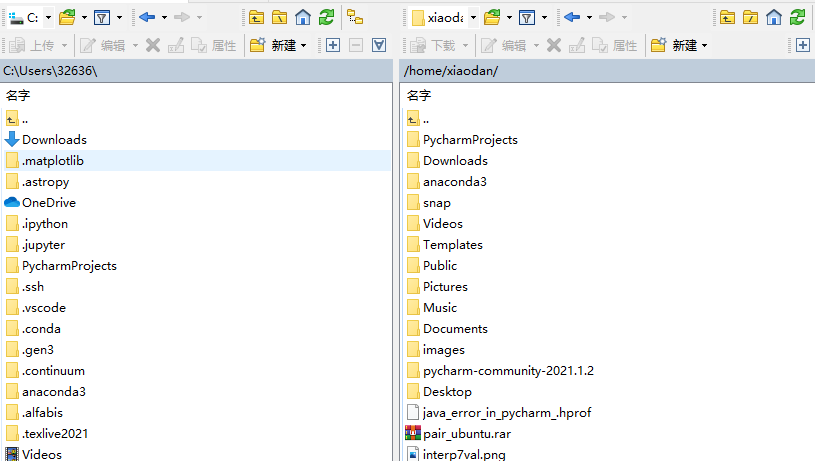 C:
xiaodan
上传 编辑 属性
新建
下载 编辑 属性
新建
C:\Users\32636\
名字
..
Downloads
.matplotlib
.astropy
OneDrive
.ipython
.jupyter
PycharmProjects
.ssh
.vscode
.conda
.gen3
.continuum
anaconda3
.alfabis
.texlive2021
Videos
/home/xiaodan/
名字
..
PycharmProjects
Downloads
anaconda3
snap
Videos
Templates
Public
Pictures
Music
Documents
images
pycharm-community-2021.1.2
Desktop
java_error_in_pycharm_.hprof
pair_ubuntu.rar
interp7val.png